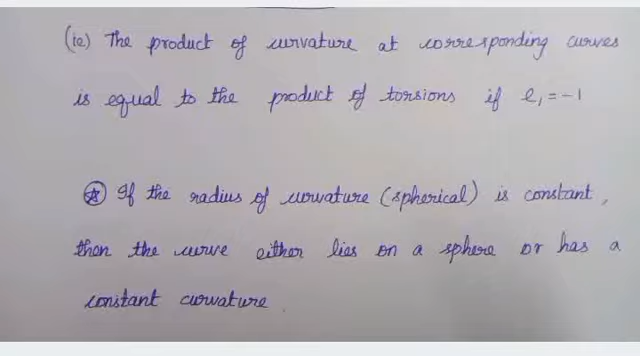 (ie) The product of curvature at corresponding curves
is equal to the product of torsions if e₁ = -1
☆ If the radius of curvature (spherical) is constant,
then the curve either lies on a sphere or has a
constant curvature.